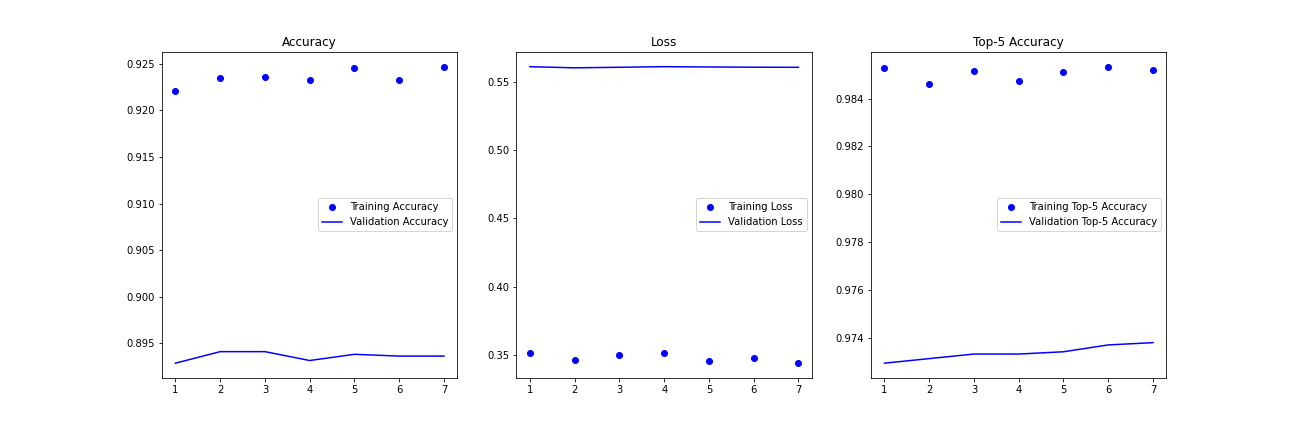 Accuracy
0.925
0.920
0.915
0.910
0.905
0.900
0.895
Training Accuracy
Validation Accuracy
1 2 3 4 5 6 7
Loss
0.55
0.50
0.45
0.40
0.35
Training Loss
Validation Loss
1 2 3 4 5 6 7
Top-5 Accuracy
0.984
0.982
0.980
0.978
0.976
0.974
Training Top-5 Accuracy
Validation Top-5 Accuracy
1 2 3 4 5 6 7